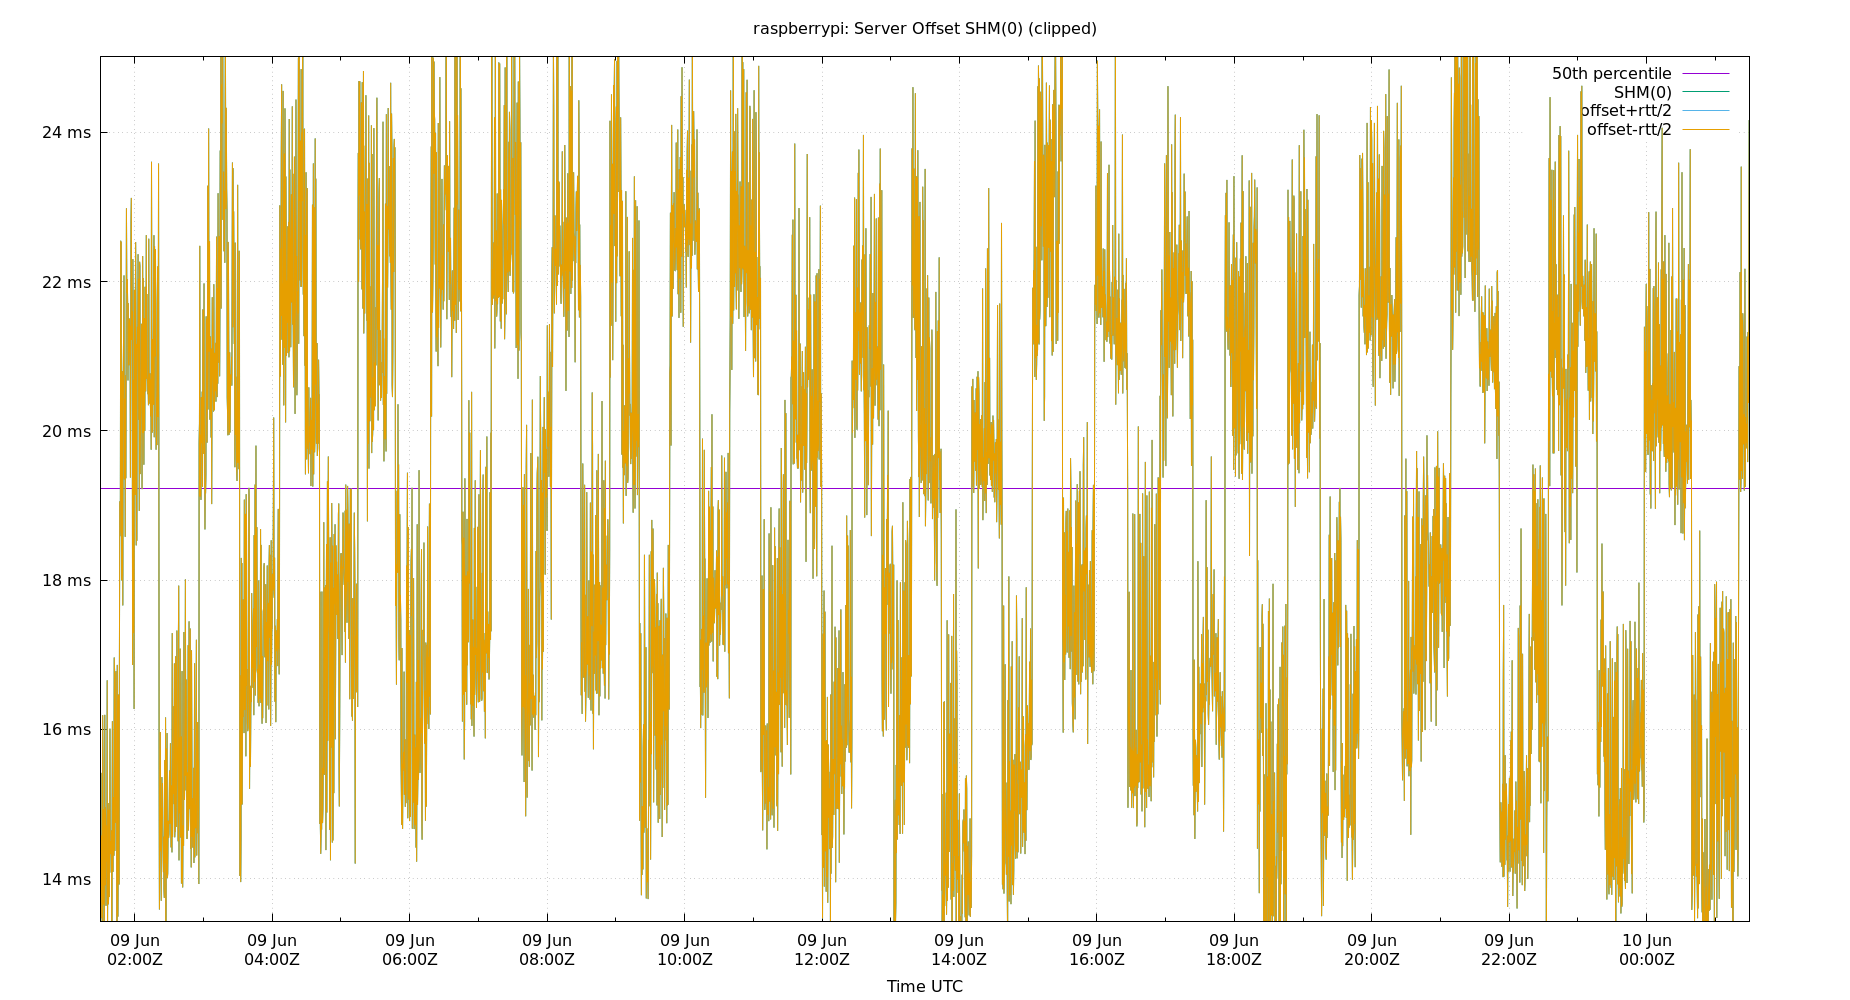 raspberrypi: Server Offset SHM(0) (clipped)
50th percentile
SHM(0)
offset+rtt/2
offset-rtt/2
24 ms
22 ms
20 ms
18 ms
16 ms
14 ms
09 Jun 09 Jun 09 Jun 09 Jun 09 Jun 09 Jun 09 Jun 09 Jun 09 Jun 09 Jun 09 Jun 10 Jun
02:00Z 04:00Z 06:00Z 08:00Z 10:00Z 12:00Z 14:00Z 16:00Z 18:00Z 20:00Z 22:00Z 00:00Z
Time UTC